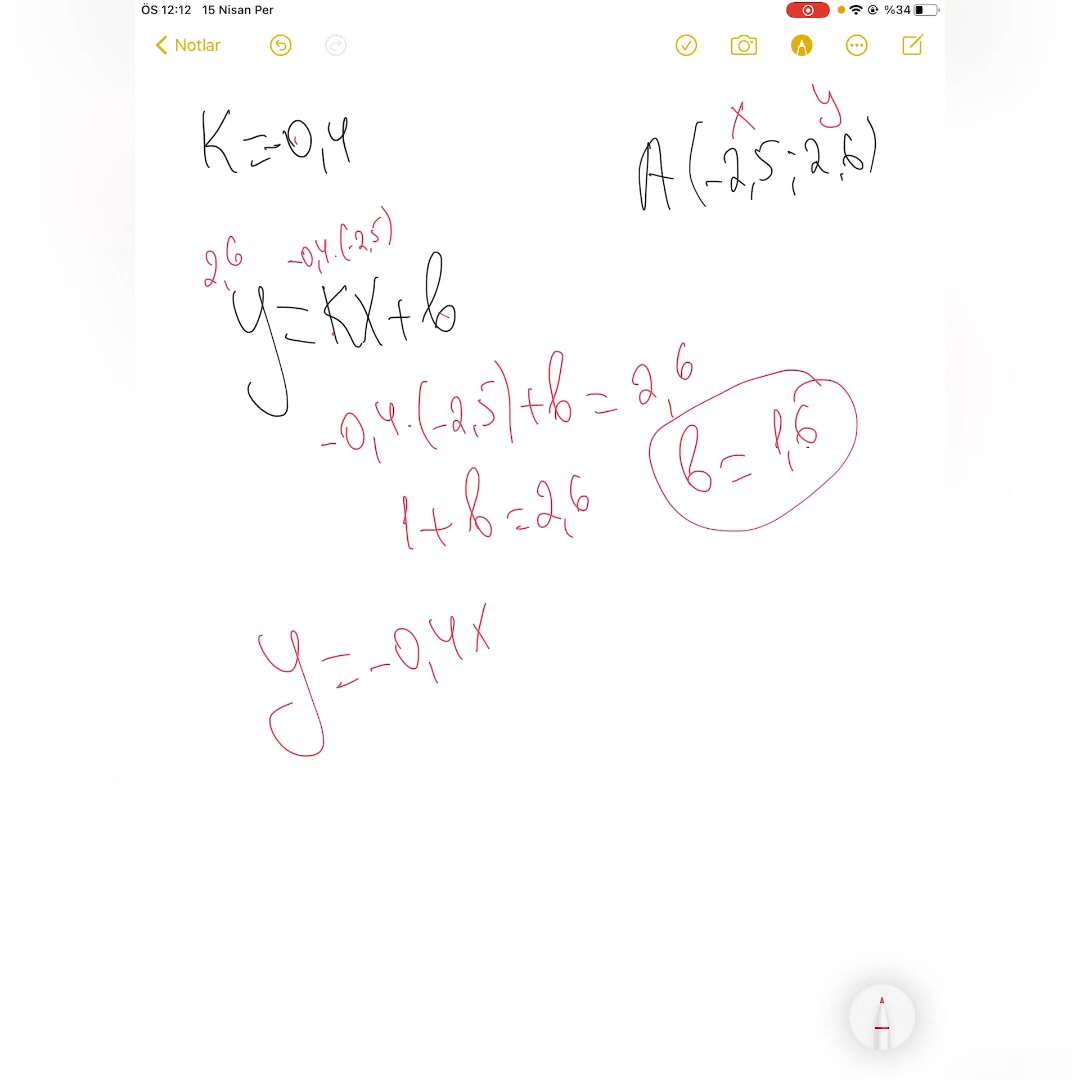 ÖS 12:12 15 Nisan Per %34
Notlar
K=-0,4
x y
A(-2,5;2,6)
2,6 -0,4.(-2,5)
y=kx+b
-0,4.(-2,5)+b=2,6
b=1,6
1+b=2,6
y=-0,4x